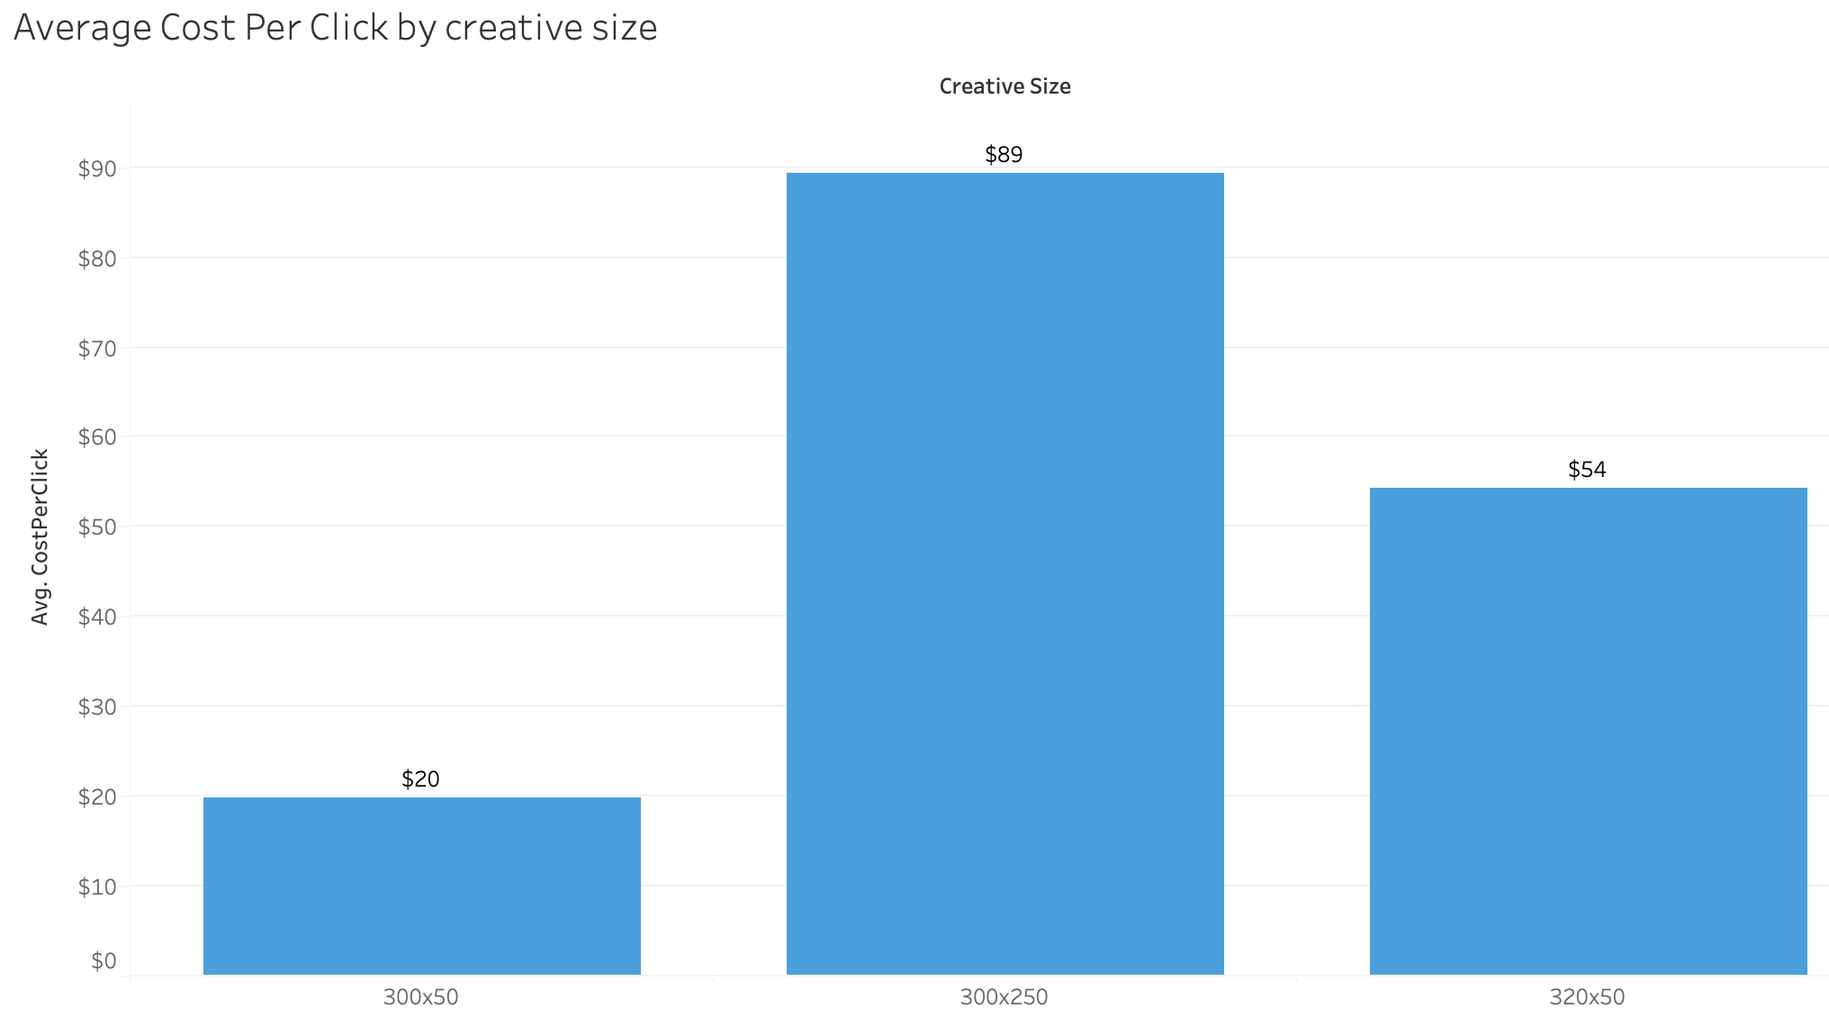 Average Cost Per Click by creative size
Creative Size
Avg. CostPerClick
$90
$80
$70
$60
$50
$40
$30
$20
$10
$0
$20
$89
$54
300x50
300x250
320x50